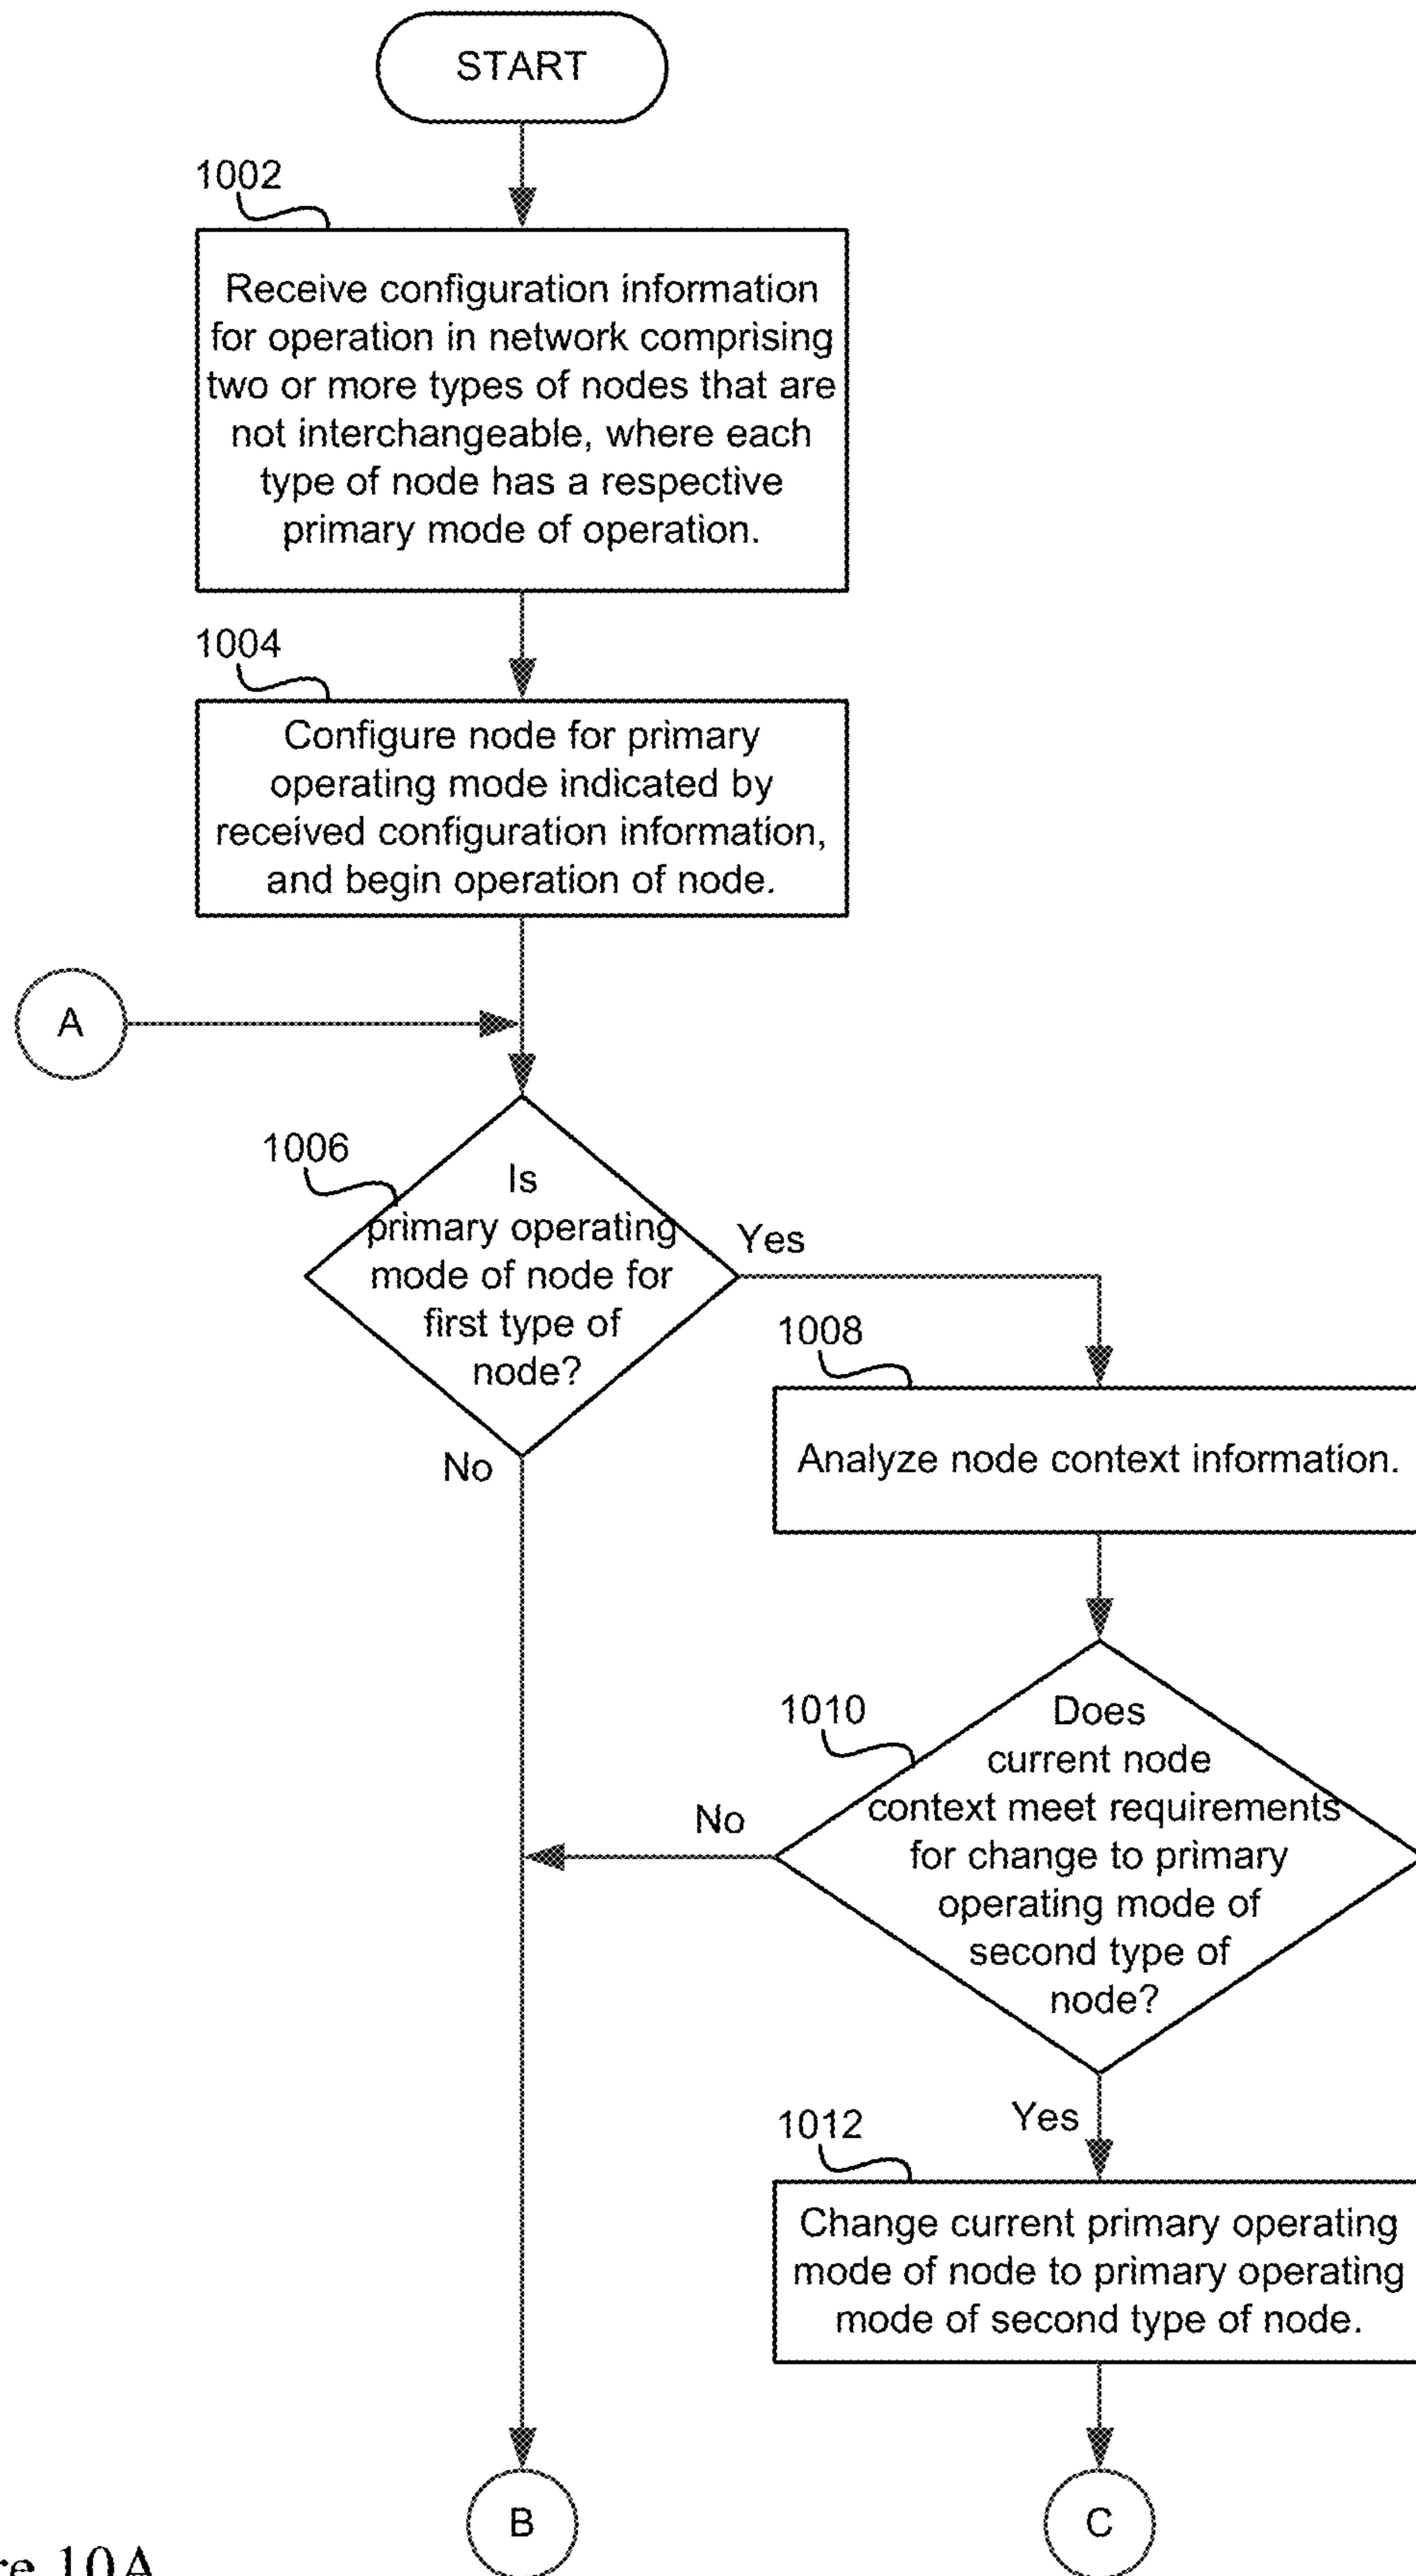 START
1002
Receive configuration information
for operation in network comprising
two or more types of nodes that are
not interchangeable, where each
type of node has a respective
primary mode of operation.
1004
Configure node for primary
operating mode indicated by
received configuration information,
and begin operation of node.
A
1006
Is
primary operating
mode of node for
first type of
node?
Yes
No
1008
Analyze node context information.
1010
Does
current node
context meet requirements
for change to primary
operating mode of
second type of
node?
No
Yes
1012
Change current primary operating
mode of node to primary operating
mode of second type of node.
B
C
re 10A